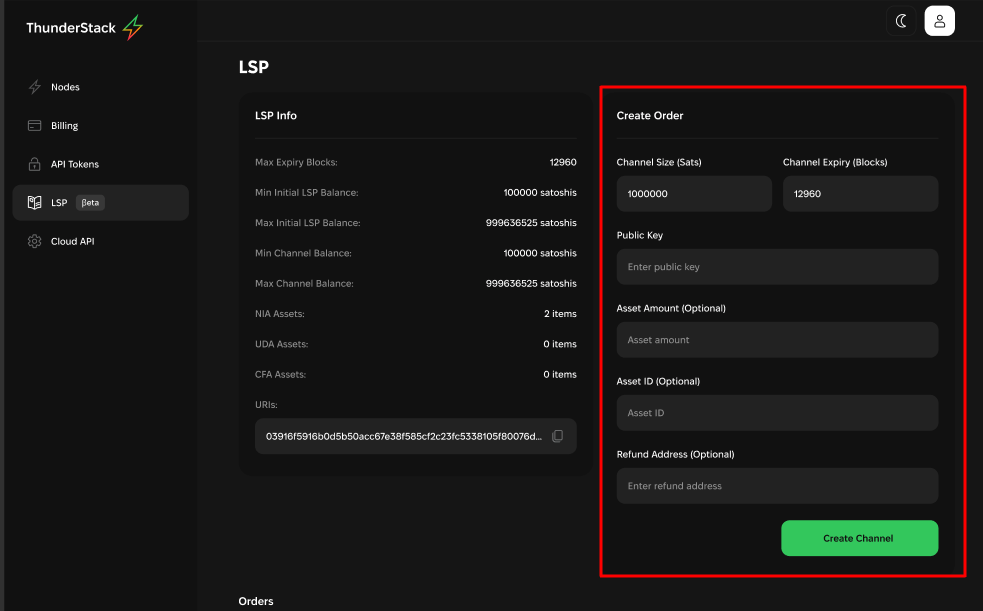 ThunderStack
Nodes
Billing
API Tokens
LSP βeta
Cloud API
LSP
LSP Info
Max Expiry Blocks: 12960
Min Initial LSP Balance: 100000 satoshis
Max Initial LSP Balance: 999636525 satoshis
Min Channel Balance: 100000 satoshis
Max Channel Balance: 999636525 satoshis
NIA Assets: 2 items
UDA Assets: 0 items
CFA Assets: 0 items
URIs:
03916f5916b0d5b50acc67e38f585cf2c23fc5338105f80076d...
Create Order
Channel Size (Sats) Channel Expiry (Blocks)
1000000 12960
Public Key
Enter public key
Asset Amount (Optional)
Asset amount
Asset ID (Optional)
Asset ID
Refund Address (Optional)
Enter refund address
Create Channel
Orders